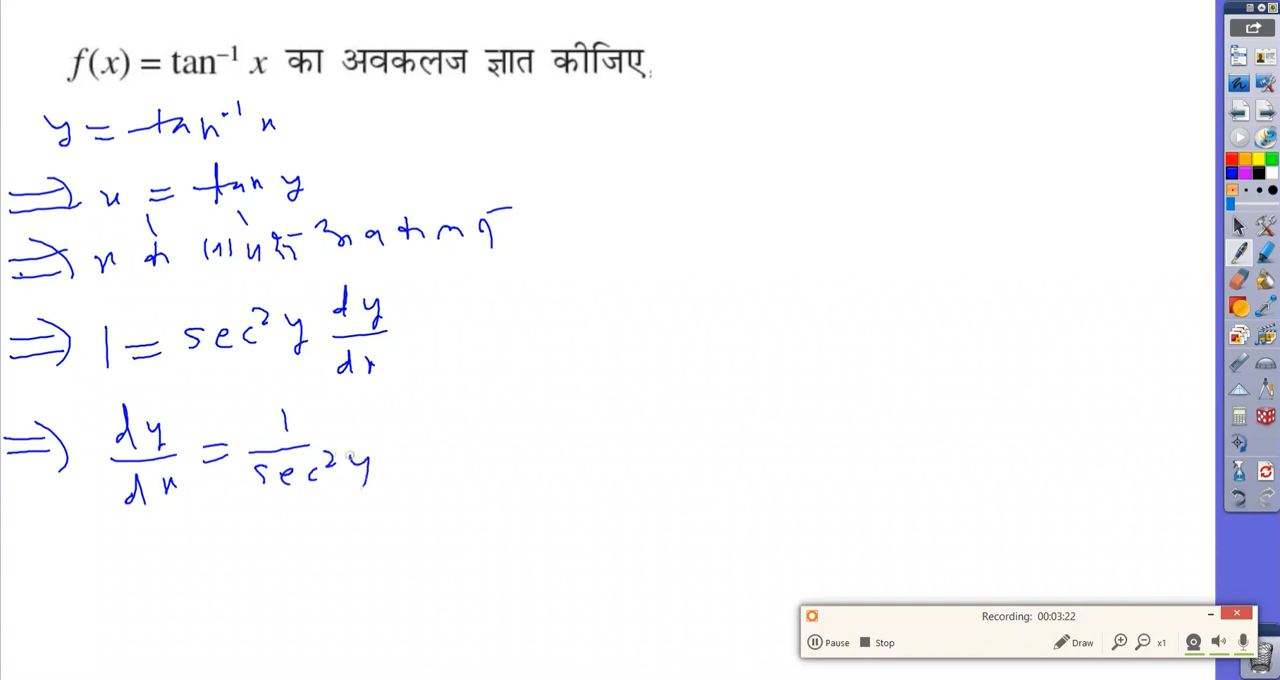 f(x) = tan⁻¹ x का अवकलज ज्ञात कीजिए
y = tan⁻¹ x
⇒ x = tan y
⇒ x के
⇒ 1 = sec² y dy/dx
⇒ dy/dx = 1/sec² y
Recording: 00:03:22
Pause Stop Draw x1